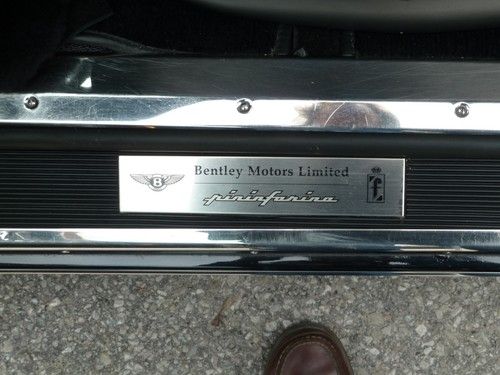 B
Bentley Motors Limited
pininfarina
f